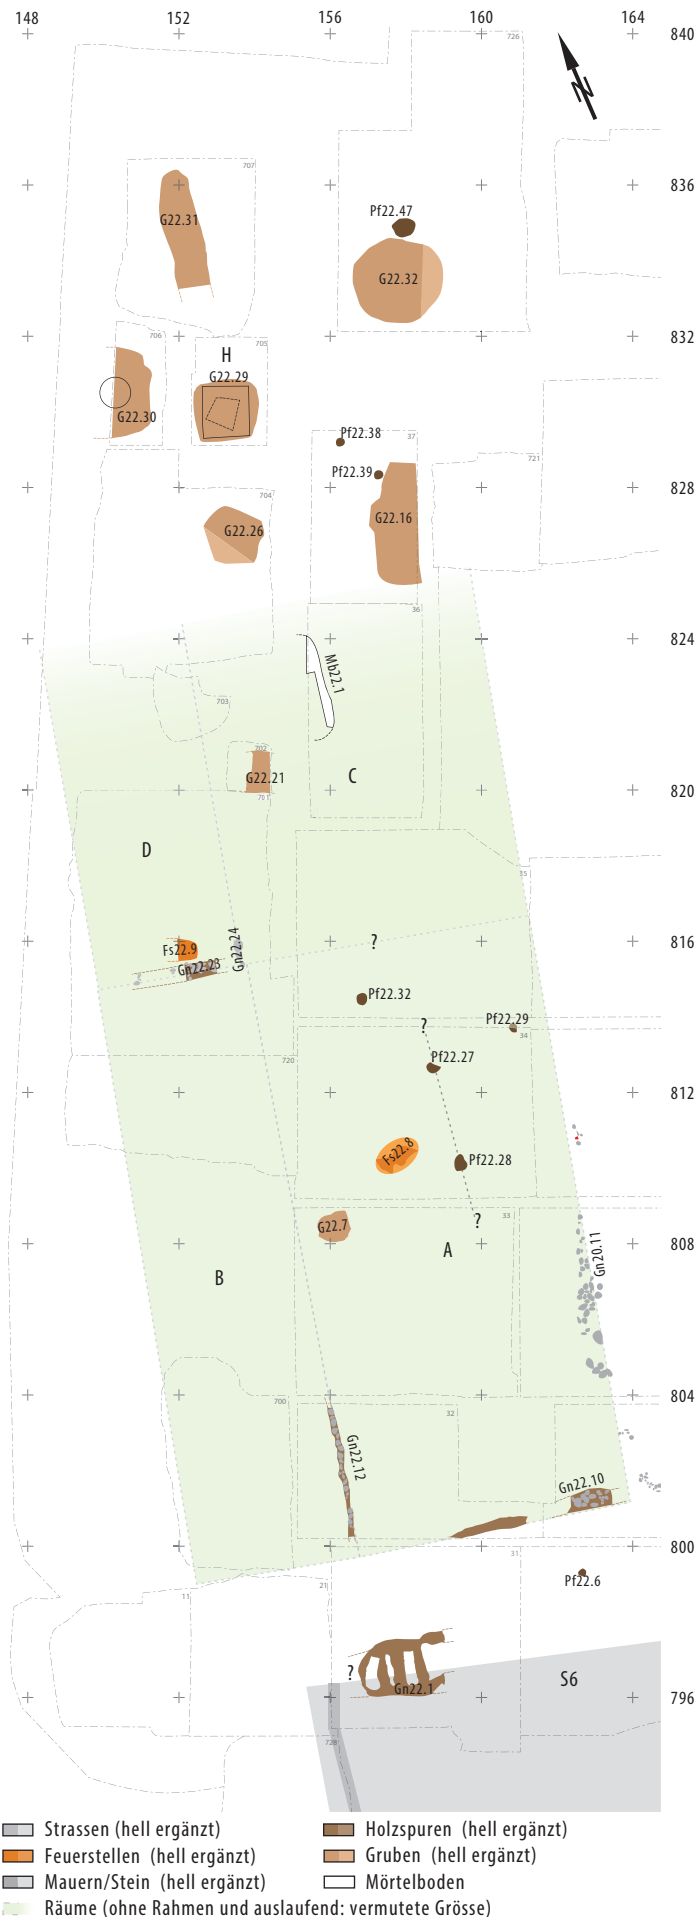 148 152 156 160 164
840
726
836
707
G22.31
Pf22.47
G22.32
832
706
705
H
G22.29
G22.30
Pf22.38
37
Pf22.39
721
828
704
G22.16
G22.26
824
36
Mb22.1
703
702
G22.21
C
701
820
D
35
816
Gn22.24
?
Fs22.9
Gn22.23
Pf22.32
?
Pf22.29
34
720
Pf22.27
812
Fs22.8
Pf22.28
?
33
G22.7
A
808
Gn20.11
B
804
700
32
Gn22.12
Gn22.10
800
31
21
11
Pf22.6
?
Gn22.1
S6
796
728
Strassen (hell ergänzt)
Feuerstellen (hell ergänzt)
Mauern/Stein (hell ergänzt)
Holzspuren (hell ergänzt)
Gruben (hell ergänzt)
Mörtelboden
Räume (ohne Rahmen und auslaufend: vermutete Grösse)